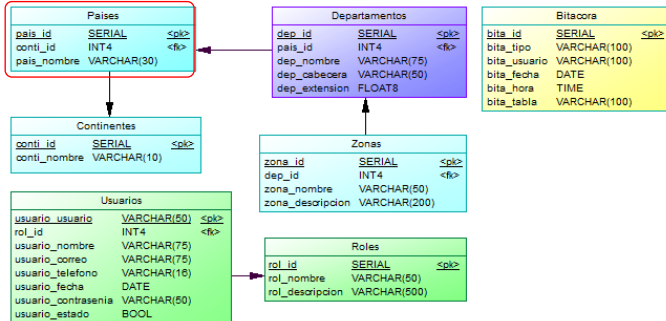 Paises
pais_id SERIAL <pk>
conti_id INT4 <fk>
pais_nombre VARCHAR(30)
Departamentos
dep_id SERIAL <pk>
pais_id INT4 <fk>
dep_nombre VARCHAR(75)
dep_cabecera VARCHAR(50)
dep_extension FLOAT8
Bitacora
bita_id SERIAL <pk>
bita_tipo VARCHAR(100)
bita_usuario VARCHAR(100)
bita_fecha DATE
bita_hora TIME
bita_tabla VARCHAR(100)
Continentes
conti_id SERIAL <pk>
conti_nombre VARCHAR(10)
Zonas
zona_id SERIAL <pk>
dep_id INT4 <fk>
zona_nombre VARCHAR(50)
zona_descripcion VARCHAR(200)
Usuarios
usuario_usuario VARCHAR(50) <pk>
rol_id INT4 <fk>
usuario_nombre VARCHAR(75)
usuario_correo VARCHAR(75)
usuario_telefono VARCHAR(16)
usuario_fecha DATE
usuario_contrasenia VARCHAR(50)
usuario_estado BOOL
Roles
rol_id SERIAL <pk>
rol_nombre VARCHAR(50)
rol_descripcion VARCHAR(500)